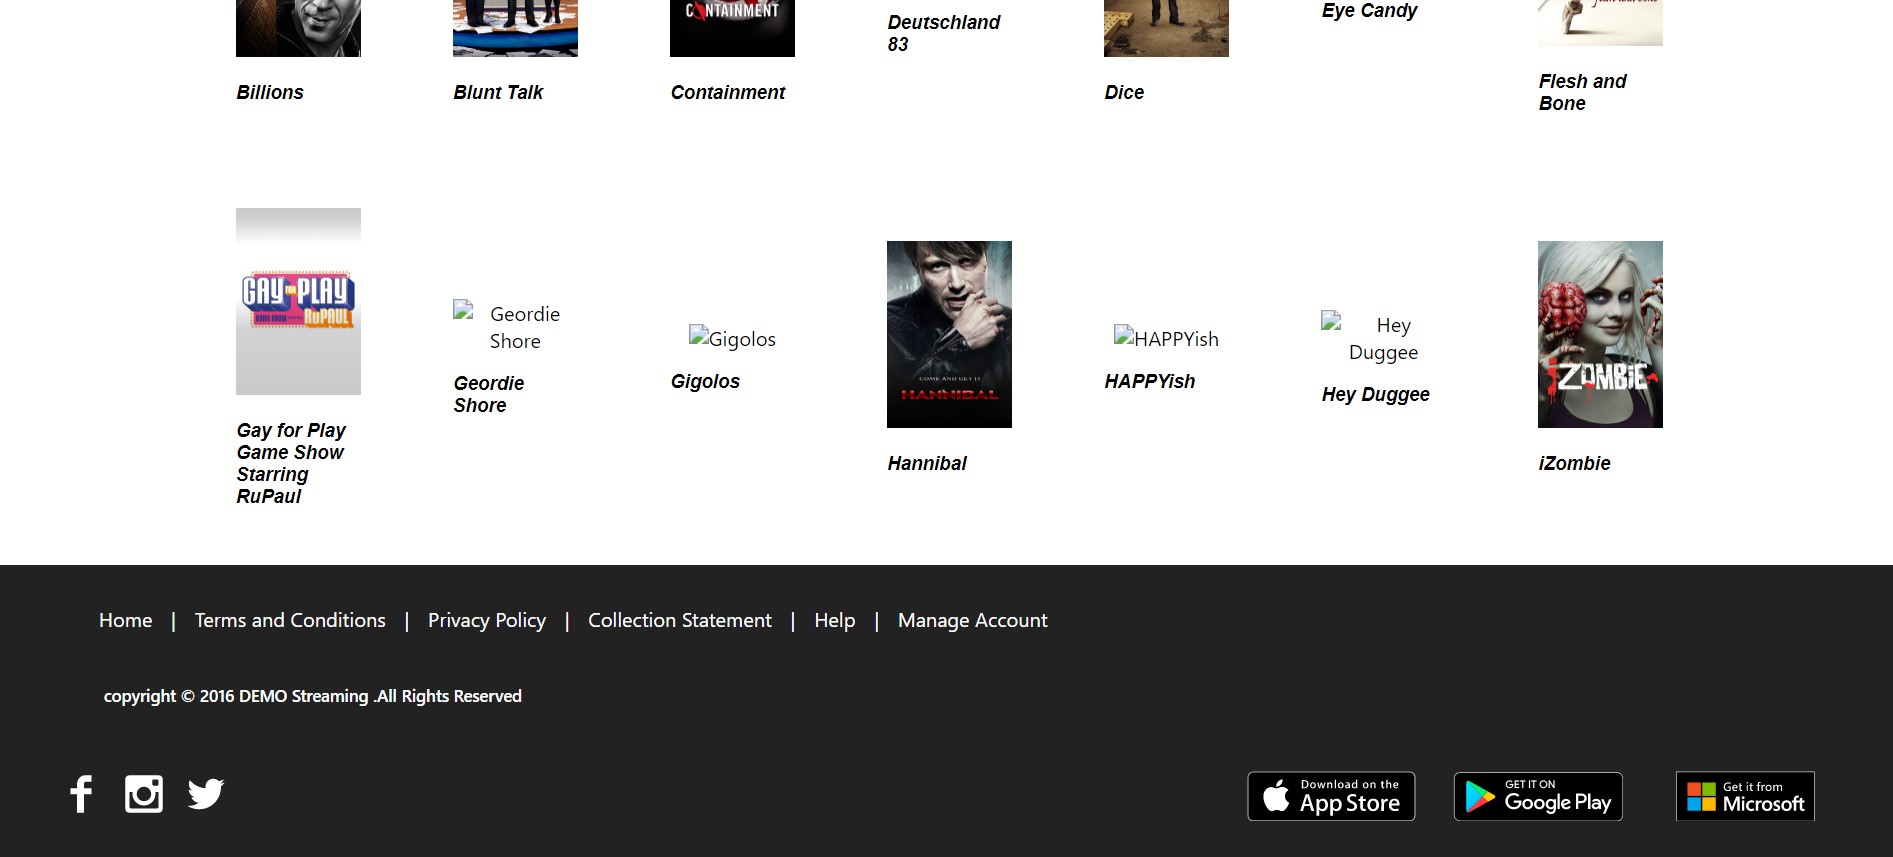 CONTAINMENT
Deutschland
83
Eye Candy
Billions
Blunt Talk
Containment
Dice
Flesh and
Bone
GAY FOR PLAY
GAME SHOW
RUPAUL
Geordie
Shore
Gigolos
COME AND GET IT
HANNIBAL
HAPPYish
Hey
Duggee
iZOMBiE
Gay for Play
Game Show
Starring
RuPaul
Geordie
Shore
Gigolos
Hannibal
HAPPYish
Hey Duggee
iZombie
Home | Terms and Conditions | Privacy Policy | Collection Statement | Help | Manage Account
copyright © 2016 DEMO Streaming .All Rights Reserved
Download on the
App Store
GET IT ON
Google Play
Get it from
Microsoft